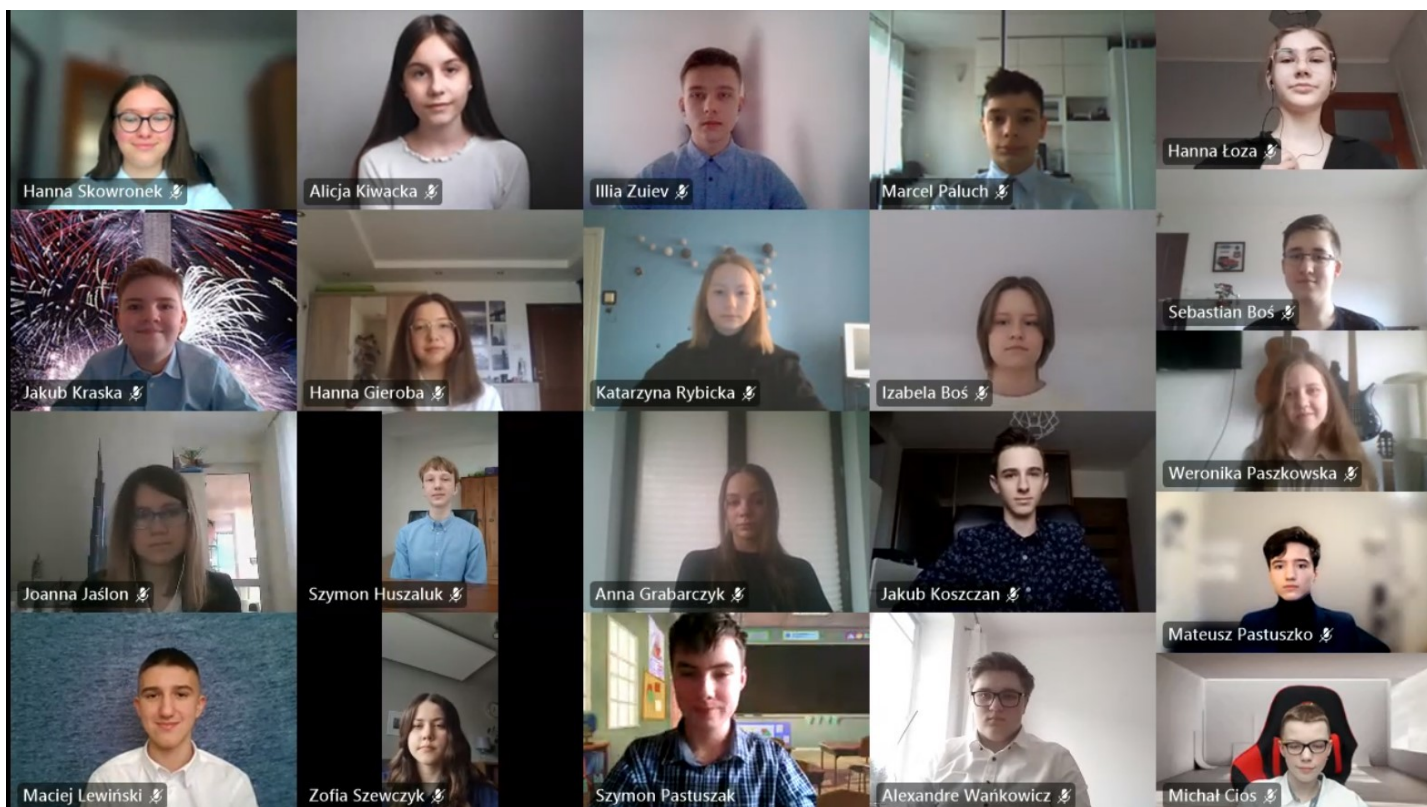 Hanna Skowronek
Alicja Kiwacka
Illia Zuiev
Marcel Paluch
Hanna Łoza
Jakub Kraska
Hanna Gieroba
Katarzyna Rybicka
Izabela Boś
Sebastian Boś
Weronika Paszkowska
Joanna Jaślon
Szymon Huszaluk
Anna Grabarczyk
Jakub Koszczan
Mateusz Pastuszko
Maciej Lewiński
Zofia Szewczyk
Szymon Pastuszak
Alexandre Wańkowicz
Michał Cios